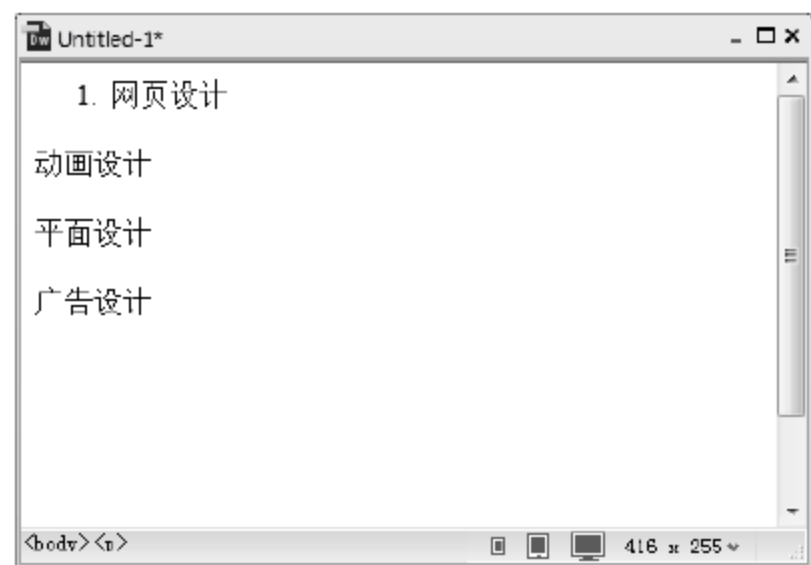 Untitled-1*
1. 网页设计
动画设计
平面设计
广告设计
<body><p>
416 x 255